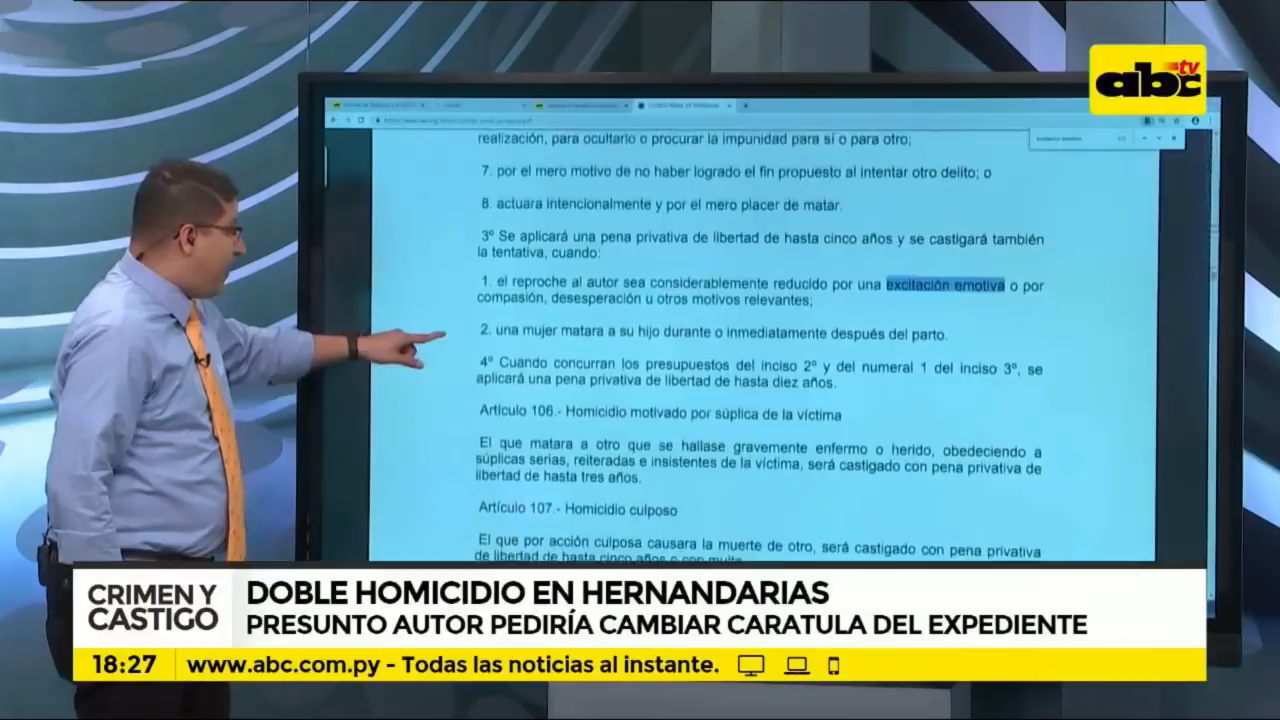 abc tv
realización, para ocultarlo o procurar la impunidad para sí o para otro;
7. por el mero motivo de no haber logrado el fin propuesto al intentar otro delito; o
8. actuara intencionalmente y por el mero placer de matar.
3º Se aplicará una pena privativa de libertad de hasta cinco años y se castigará también
la tentativa, cuando:
1. el reproche al autor sea considerablemente reducido por una excitación emotiva o por
compasión, desesperación u otros motivos relevantes;
2. una mujer matara a su hijo durante o inmediatamente después del parto.
4º Cuando concurran los presupuestos del inciso 2º y del numeral 1 del inciso 3º, se
aplicará una pena privativa de libertad de hasta diez años.
Artículo 106.- Homicidio motivado por súplica de la víctima
El que matara a otro que se hallase gravemente enfermo o herido, obedeciendo a
súplicas serias, reiteradas e insistentes de la víctima, será castigado con pena privativa de
libertad de hasta tres años.
Artículo 107.- Homicidio culposo
El que por acción culposa causara la muerte de otro, será castigado con pena privativa
de libertad de hasta cinco años o con multa
CRIMEN Y
CASTIGO
DOBLE HOMICIDIO EN HERNANDARIAS
PRESUNTO AUTOR PEDIRÍA CAMBIAR CARATULA DEL EXPEDIENTE
18:27 www.abc.com.py - Todas las noticias al instante.